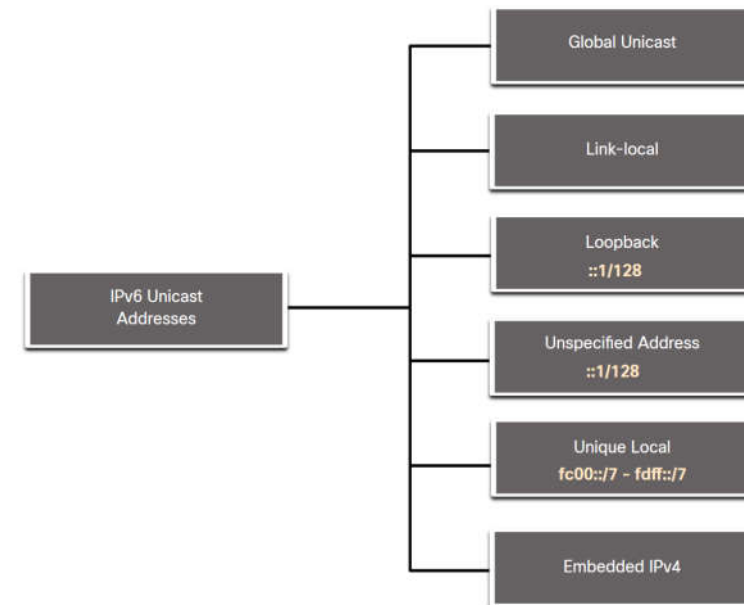 Global Unicast
Link-local
Loopback
::1/128
IPv6 Unicast
Addresses
Unspecified Address
::1/128
Unique Local
fc00::/7 - fdff::/7
Embedded IPv4